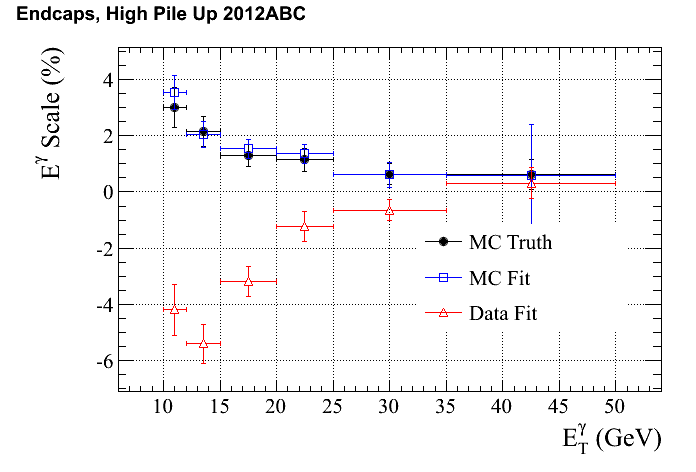 Endcaps, High Pile Up 2012ABC
E^γ Scale (%)
4
2
0
-2
-4
-6
MC Truth
MC Fit
Data Fit
10 15 20 25 30 35 40 45 50
E_T^γ (GeV)